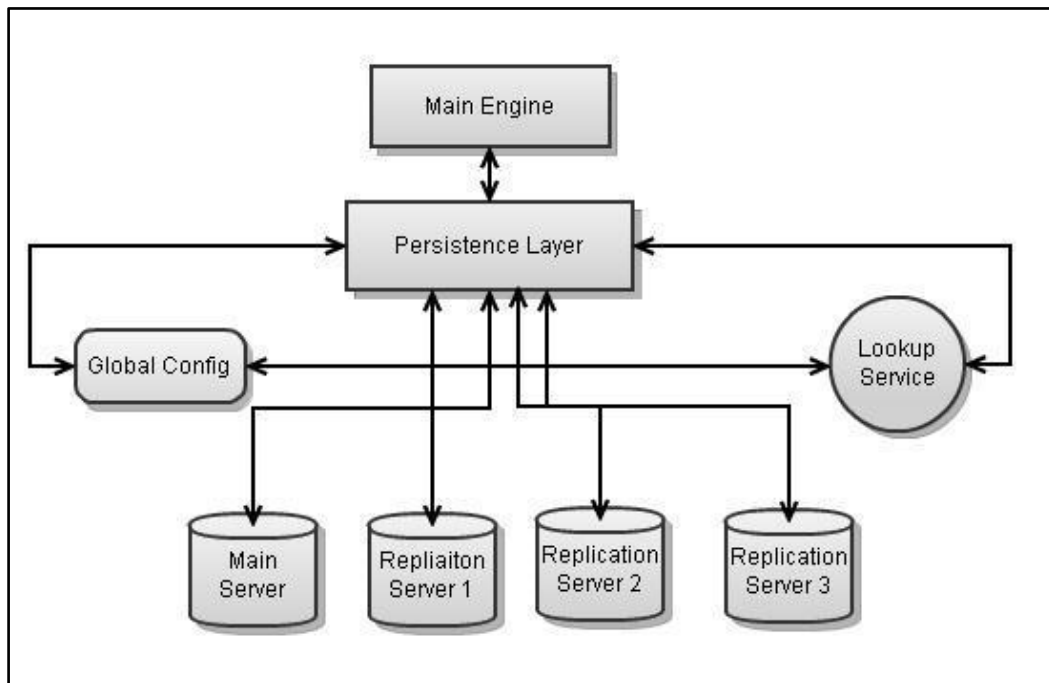 Main Engine
Persistence Layer
Global Config
Lookup
Service
Main
Server
Repliaiton
Server 1
Replication
Server 2
Replication
Server 3